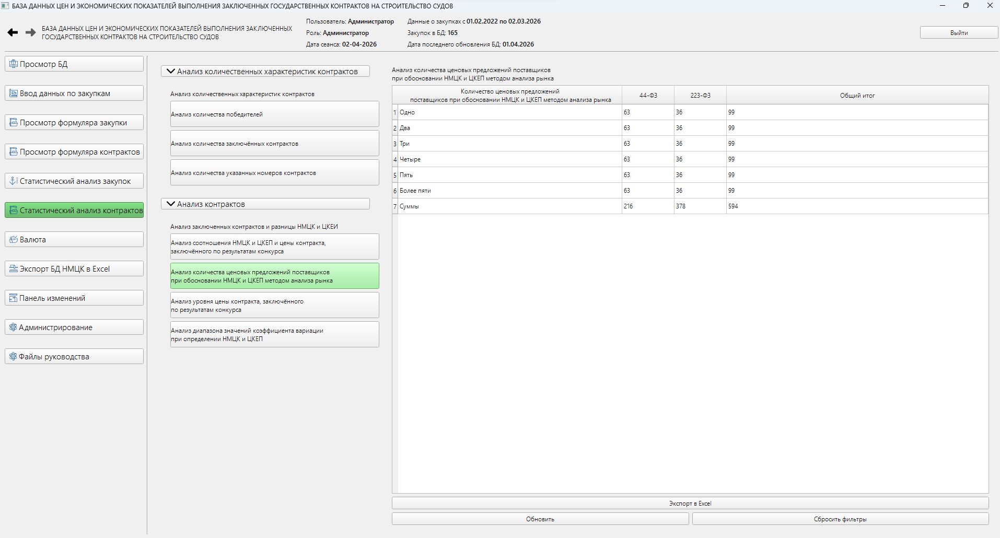 БАЗА ДАННЫХ ЦЕН И ЭКОНОМИЧЕСКИХ ПОКАЗАТЕЛЕЙ ВЫПОЛНЕНИЯ ЗАКЛЮЧЕННЫХ ГОСУДАРСТВЕННЫХ КОНТРАКТОВ НА СТРОИТЕЛЬСТВО СУДОВ
БАЗА ДАННЫХ ЦЕН И ЭКОНОМИЧЕСКИХ ПОКАЗАТЕЛЕЙ ВЫПОЛНЕНИЯ ЗАКЛЮЧЕННЫХ
ГОСУДАРСТВЕННЫХ КОНТРАКТОВ НА СТРОИТЕЛЬСТВО СУДОВ
Пользователь: Администратор
Роль: Администратор
Дата сеанса: 02-04-2026
Данные о закупках с 01.02.2022 по 02.03.2026
Закупок в БД: 165
Дата последнего обновления БД: 01.04.2026
Выйти
Просмотр БД
Ввод данных по закупкам
Просмотр формуляра закупки
Просмотр формуляра контрактов
Статистический анализ закупок
Статистический анализ контрактов
Валюта
Экспорт БД НМЦК в Excel
Панель изменений
Администрирование
Файлы руководства
Анализ количественных характеристик контрактов
Анализ количественных характеристик контрактов
Анализ количества победителей
Анализ количества заключённых контрактов
Анализ количества указанных номеров контрактов
Анализ контрактов
Анализ заключенных контрактов и разницы НМЦК и ЦКЕИ
Анализ соотношения НМЦК и ЦКЕП и цены контракта,
заключённого по результатам конкурса
Анализ количества ценовых предложений поставщиков
при обосновании НМЦК и ЦКЕП методом анализа рынка
Анализ уровня цены контракта, заключённого
по результатам конкурса
Анализ диапазона значений коэффициента вариации
при определении НМЦК и ЦКЕП
Анализ количества ценовых предложений поставщиков
при обосновании НМЦК и ЦКЕП методом анализа рынка
Количество ценовых предложений
поставщиков при обосновании НМЦК и ЦКЕП методом анализа рынка
44-ФЗ
223-ФЗ
Общий итог
1 Одно 63 36 99
2 Два 63 36 99
3 Три 63 36 99
4 Четыре 63 36 99
5 Пять 63 36 99
6 Более пяти 63 36 99
7 Суммы 216 378 594
Экспорт в Excel
Обновить
Сбросить фильтры